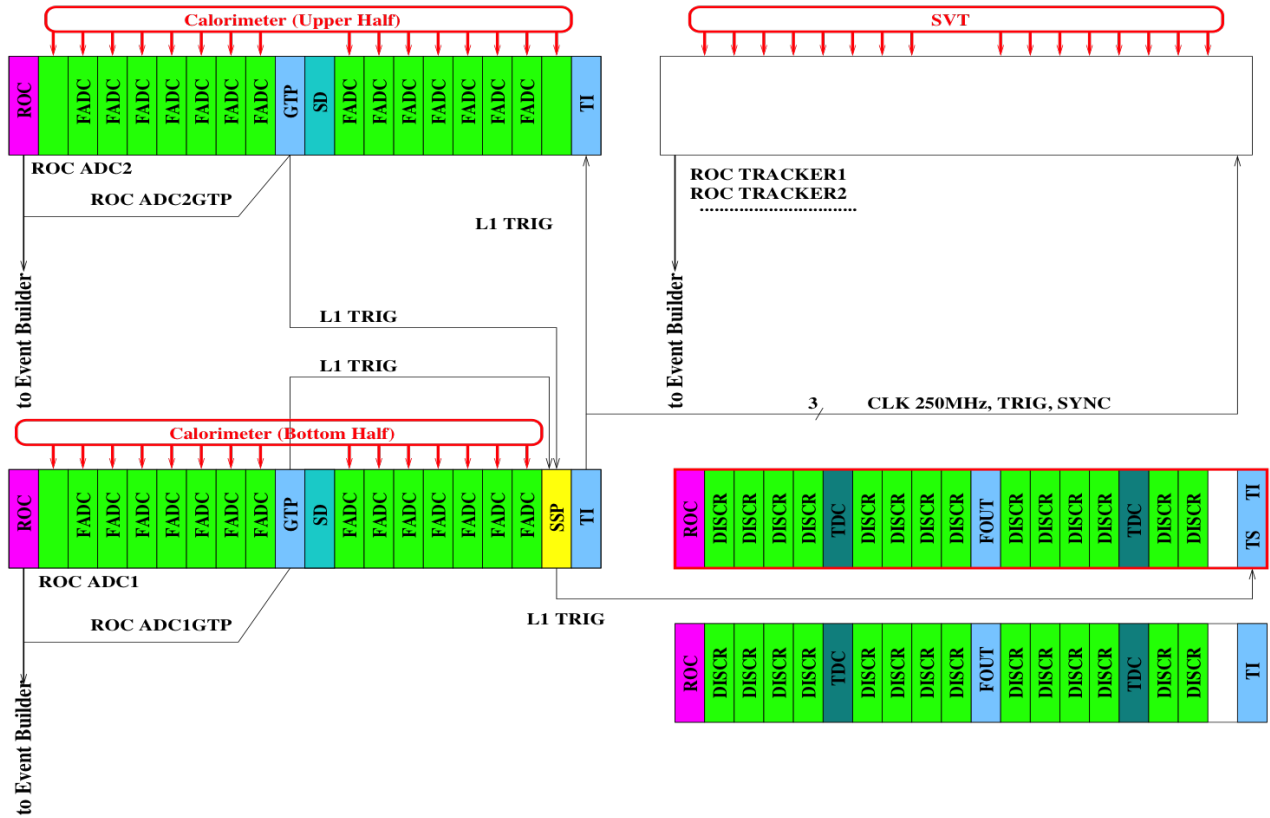 Calorimeter (Upper Half)
SVT
ROC
FADC
FADC
FADC
FADC
FADC
FADC
FADC
GTP
SD
FADC
FADC
FADC
FADC
FADC
FADC
FADC
TI
ROC ADC2
ROC ADC2GTP
L1 TRIG
ROC TRACKER1
ROC TRACKER2
to Event Builder
to Event Builder
L1 TRIG
L1 TRIG
3
CLK 250MHz, TRIG, SYNC
Calorimeter (Bottom Half)
ROC
FADC
FADC
FADC
FADC
FADC
FADC
FADC
GTP
SD
FADC
FADC
FADC
FADC
FADC
FADC
FADC
SSP
TI
ROC
DISCR
DISCR
DISCR
DISCR
TDC
DISCR
DISCR
DISCR
DISCR
FOUT
DISCR
DISCR
DISCR
DISCR
TDC
DISCR
DISCR
TS TI
ROC ADC1
ROC ADC1GTP
L1 TRIG
to Event Builder
ROC
DISCR
DISCR
DISCR
DISCR
TDC
DISCR
DISCR
DISCR
DISCR
FOUT
DISCR
DISCR
DISCR
DISCR
TDC
DISCR
DISCR
TI